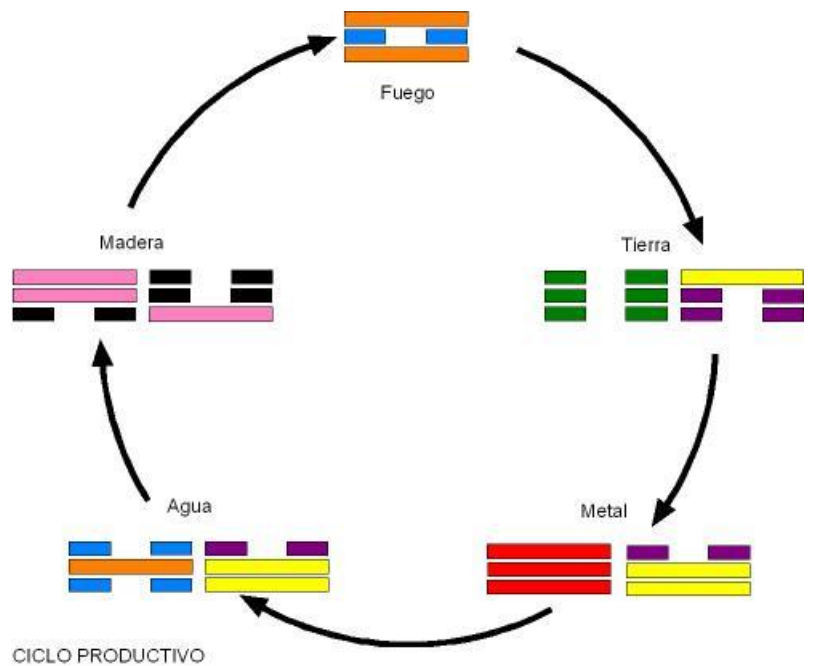 Fuego
Madera
Tierra
Agua
Metal
CICLO PRODUCTIVO